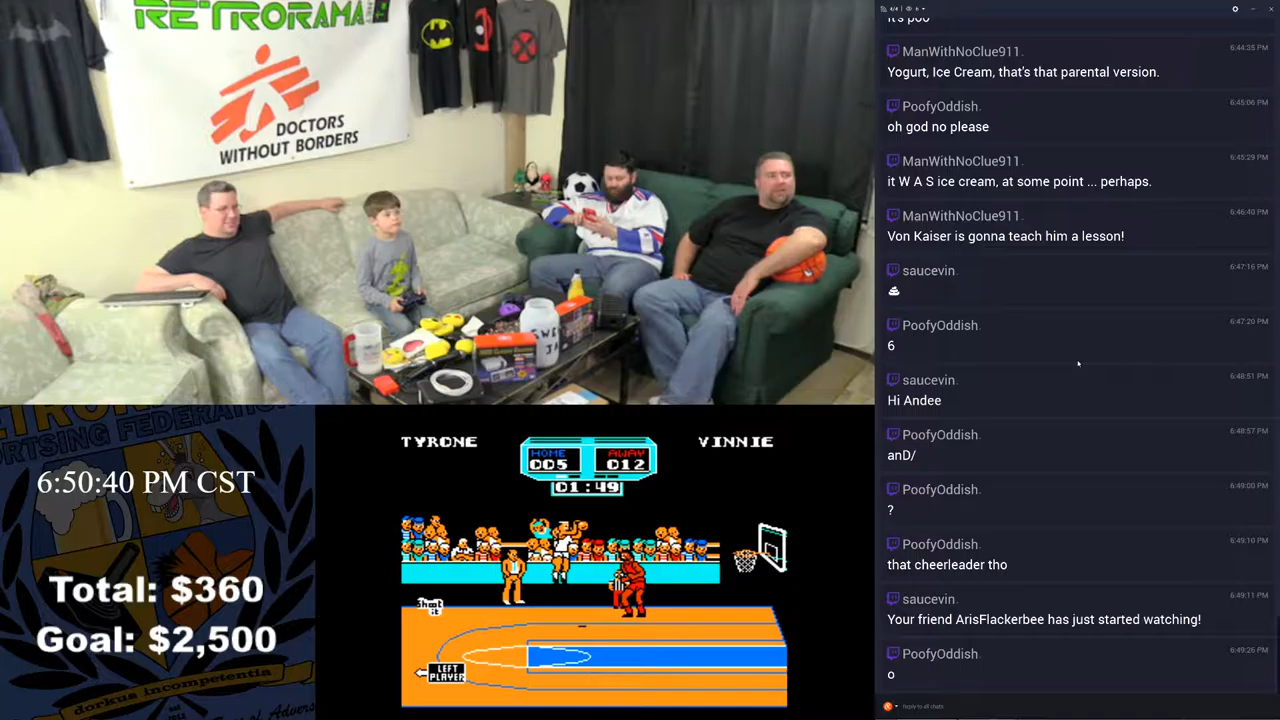 RETRORAMA
DOCTORS
WITHOUT BORDERS
6:50:40 PM CST
Total: $360
Goal: $2,500
dorkus incompetentia
TYRONE
VINNIE
HOME
AWAY
005
012
01:49
Shoot
it
LEFT
PLAYER
it's poo
ManWithNoClue911.
6:44:35 PM
Yogurt, Ice Cream, that's that parental version.
PoofyOddish.
6:45:06 PM
oh god no please
ManWithNoClue911.
6:45:29 PM
it W A S ice cream, at some point ... perhaps.
ManWithNoClue911.
6:46:40 PM
Von Kaiser is gonna teach him a lesson!
saucevin.
6:47:16 PM
💩
PoofyOddish.
6:47:20 PM
6
saucevin.
6:48:51 PM
Hi Andee
PoofyOddish.
6:48:57 PM
anD/
PoofyOddish.
6:49:00 PM
?
PoofyOddish.
6:49:10 PM
that cheerleader tho
saucevin.
6:49:11 PM
Your friend ArisFlackerbee has just started watching!
PoofyOddish.
6:49:26 PM
o
Reply to all chats